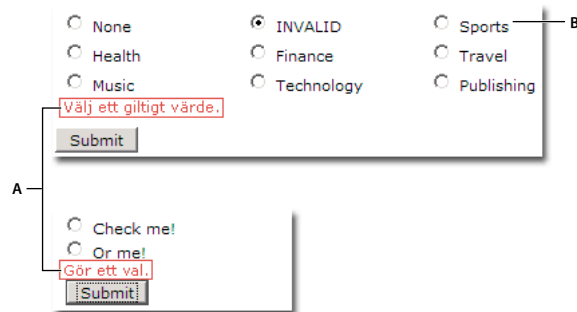 None INVALID Sports B
Health Finance Travel
Music Technology Publishing
Välj ett giltigt värde.
Submit
A
Check me!
Or me!
Gör ett val.
Submit